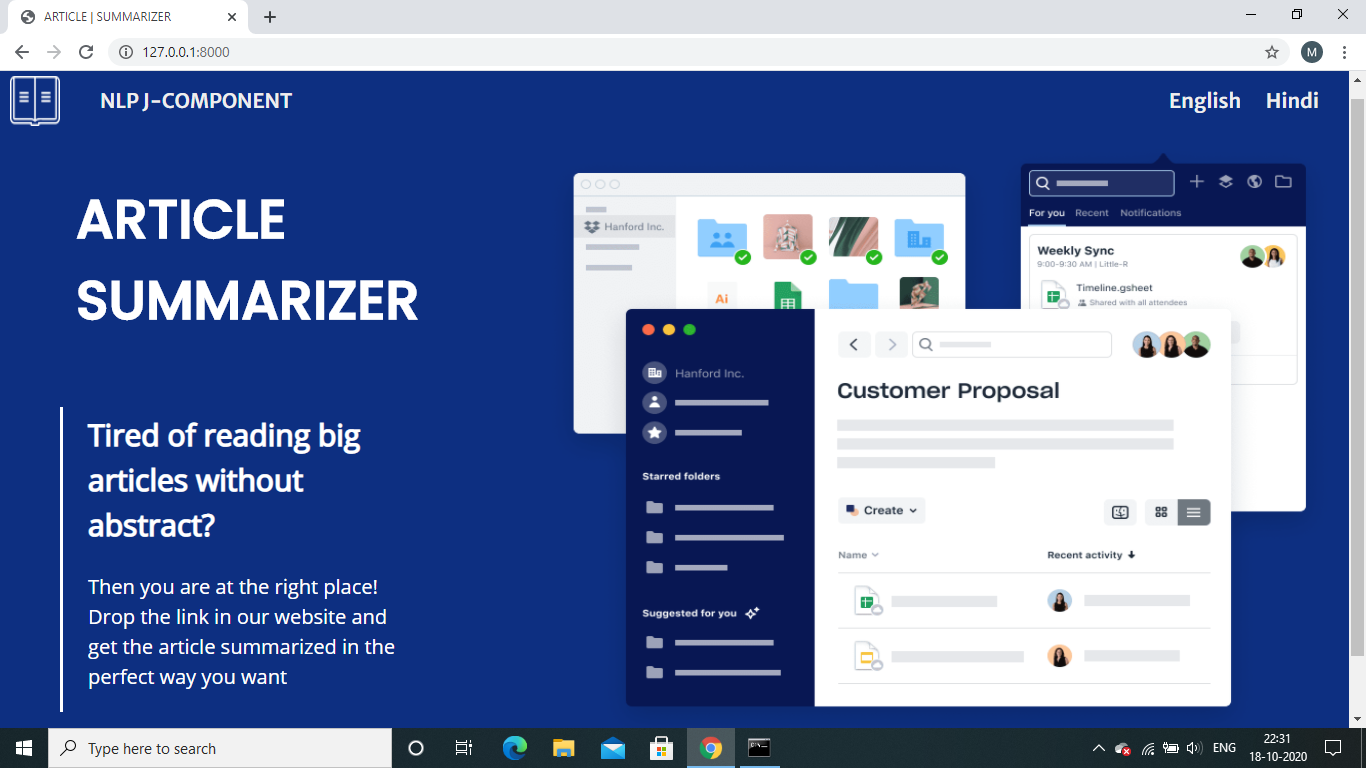 ARTICLE | SUMMARIZER
127.0.0.1:8000
M
NLP J-COMPONENT
English Hindi
ARTICLE
SUMMARIZER
Tired of reading big
articles without
abstract?
Then you are at the right place!
Drop the link in our website and
get the article summarized in the
perfect way you want
Hanford Inc.
Ai
For you Recent Notifications
Weekly Sync
9:00-9:30 AM | Little-R
Timeline.gsheet
Shared with all attendees
Hanford Inc.
Starred folders
Suggested for you
Customer Proposal
Create
Name Recent activity
Type here to search
ENG
22:31
18-10-2020